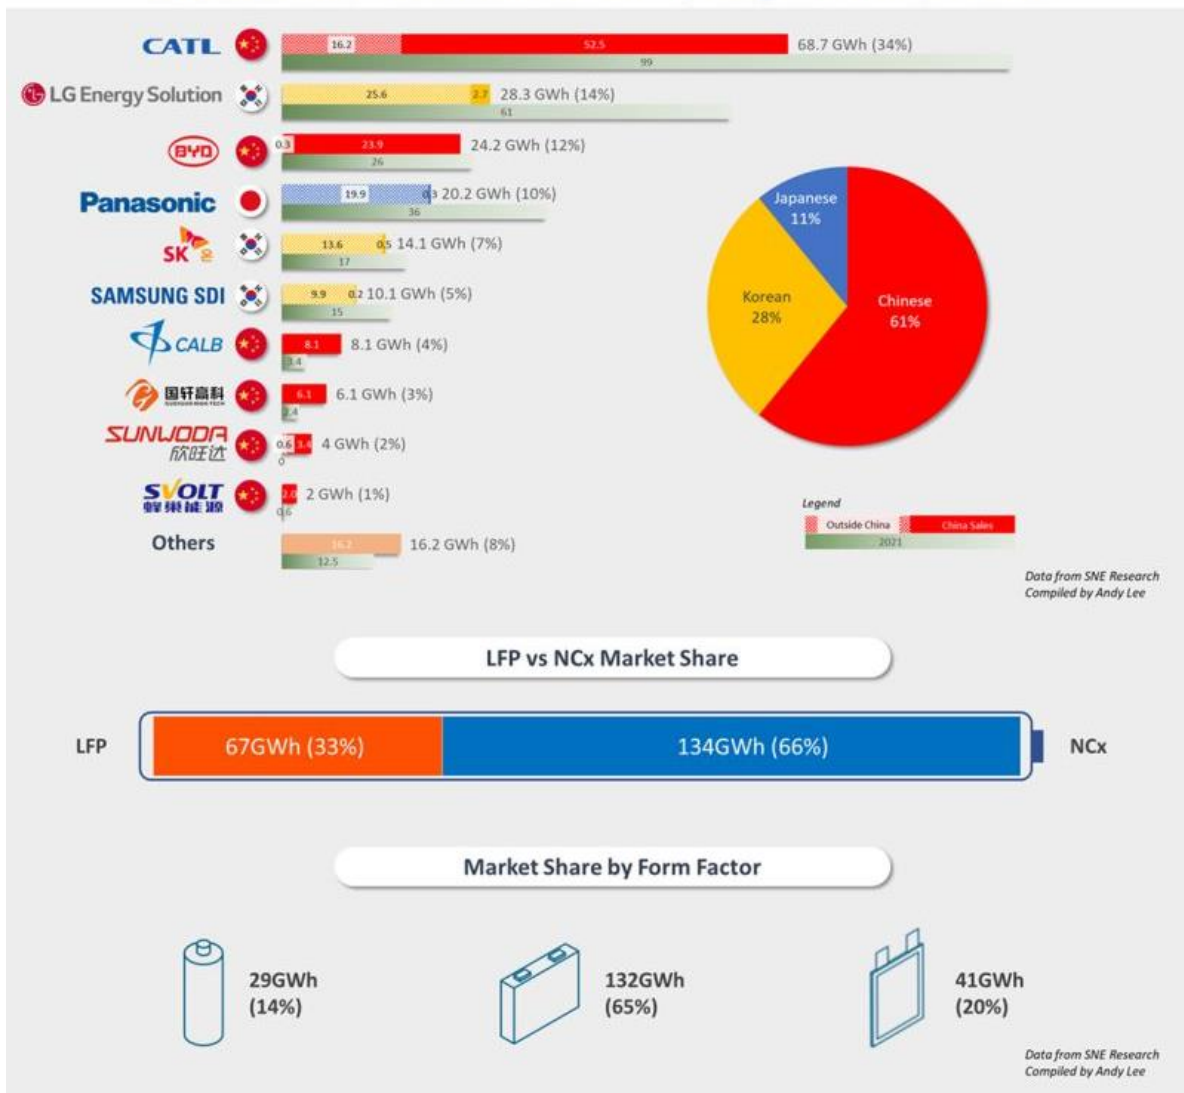 CATL
16.2
52.5
68.7 GWh (34%)
99
LG
LG Energy Solution
25.6
2.7
28.3 GWh (14%)
61
BYD
0.3
23.9
24.2 GWh (12%)
26
Panasonic
19.9
0.3
20.2 GWh (10%)
36
SK
온
13.6
0.5
14.1 GWh (7%)
17
SAMSUNG SDI
9.9
0.2
10.1 GWh (5%)
15
CALB
8.1
8.1 GWh (4%)
3.4
国轩高科
6.1
6.1 GWh (3%)
2.4
SUNWODA
欣旺达
0.6
3.4
4 GWh (2%)
0
SVOLT
蜂巢能源
2.0
2 GWh (1%)
0.6
Others
16.2
16.2 GWh (8%)
12.5
Japanese
11%
Korean
28%
Chinese
61%
Legend
Outside China
China Sales
2021
Data from SNE Research
Compiled by Andy Lee
LFP vs NCx Market Share
LFP
67GWh (33%)
134GWh (66%)
NCx
Market Share by Form Factor
29GWh
(14%)
132GWh
(65%)
41GWh
(20%)
Data from SNE Research
Compiled by Andy Lee